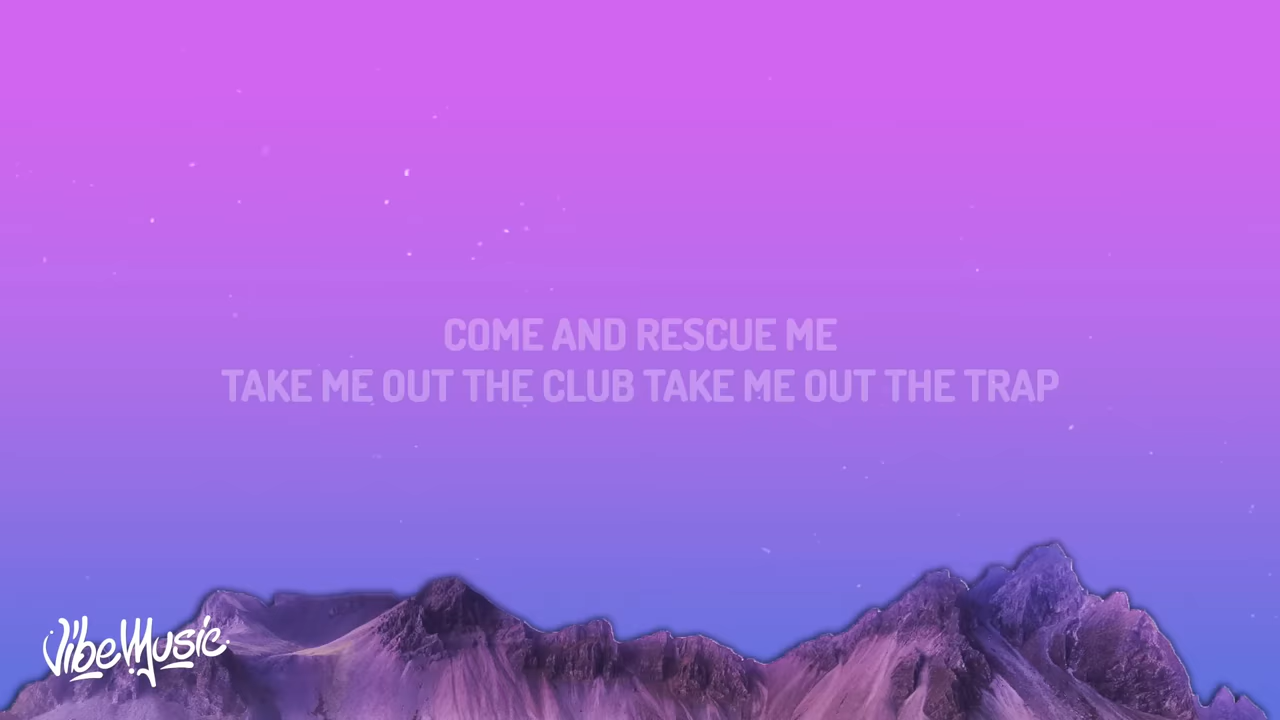 COME AND RESCUE ME
TAKE ME OUT THE CLUB TAKE ME OUT THE TRAP
VibeMusic